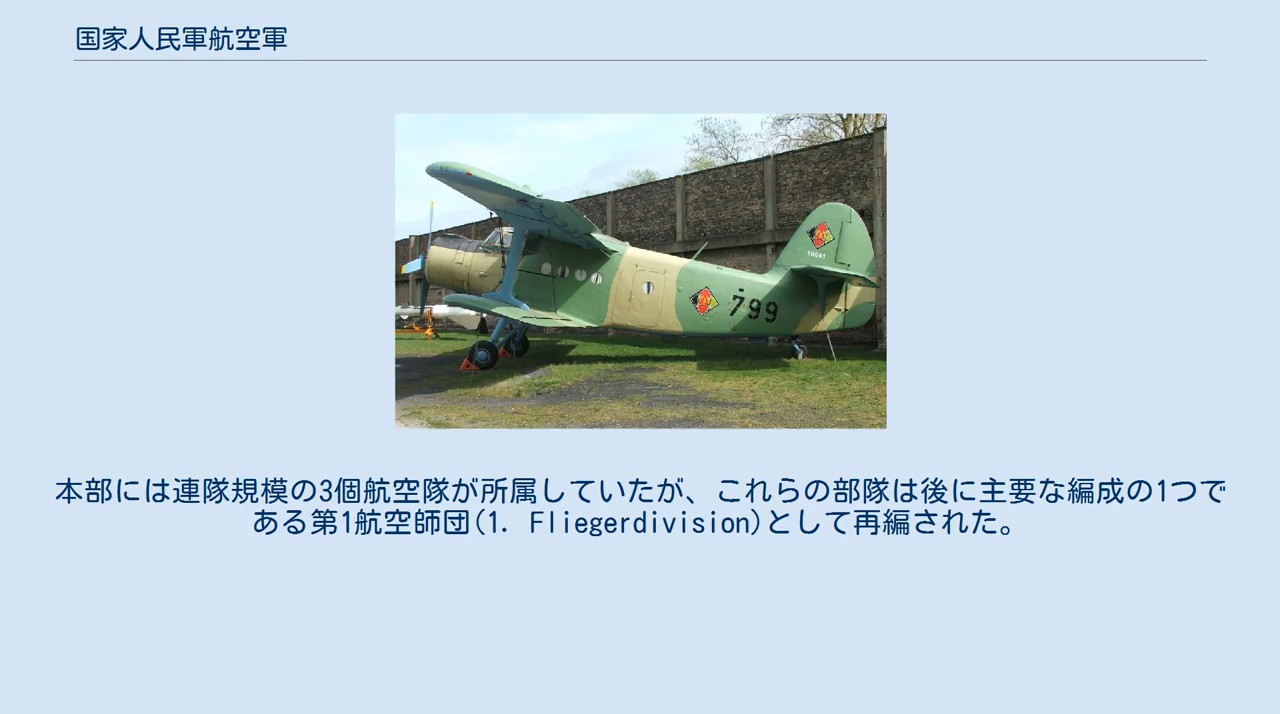 国家人民軍航空軍
799
本部には連隊規模の3個航空隊が所属していたが、これらの部隊は後に主要な編成の1つで
ある第1航空師団(1. Fliegerdivision)として再編された。